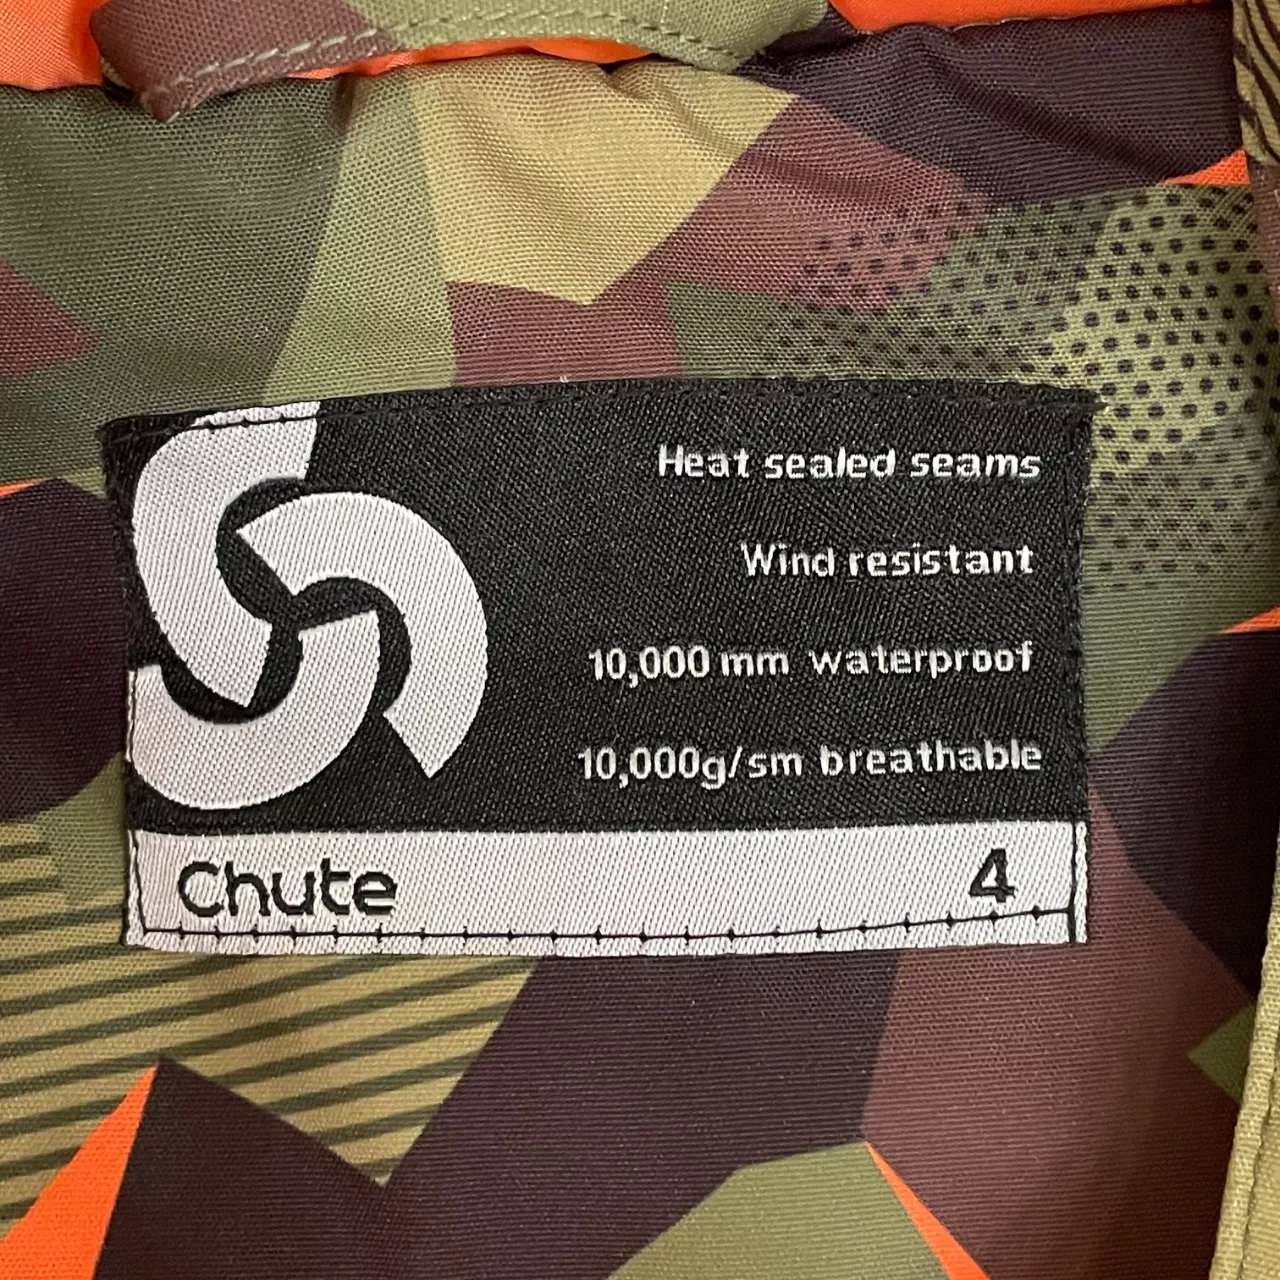 Heat sealed seams
Wind resistant
10,000 mm waterproof
10,000g/sm breathable
Chute 4